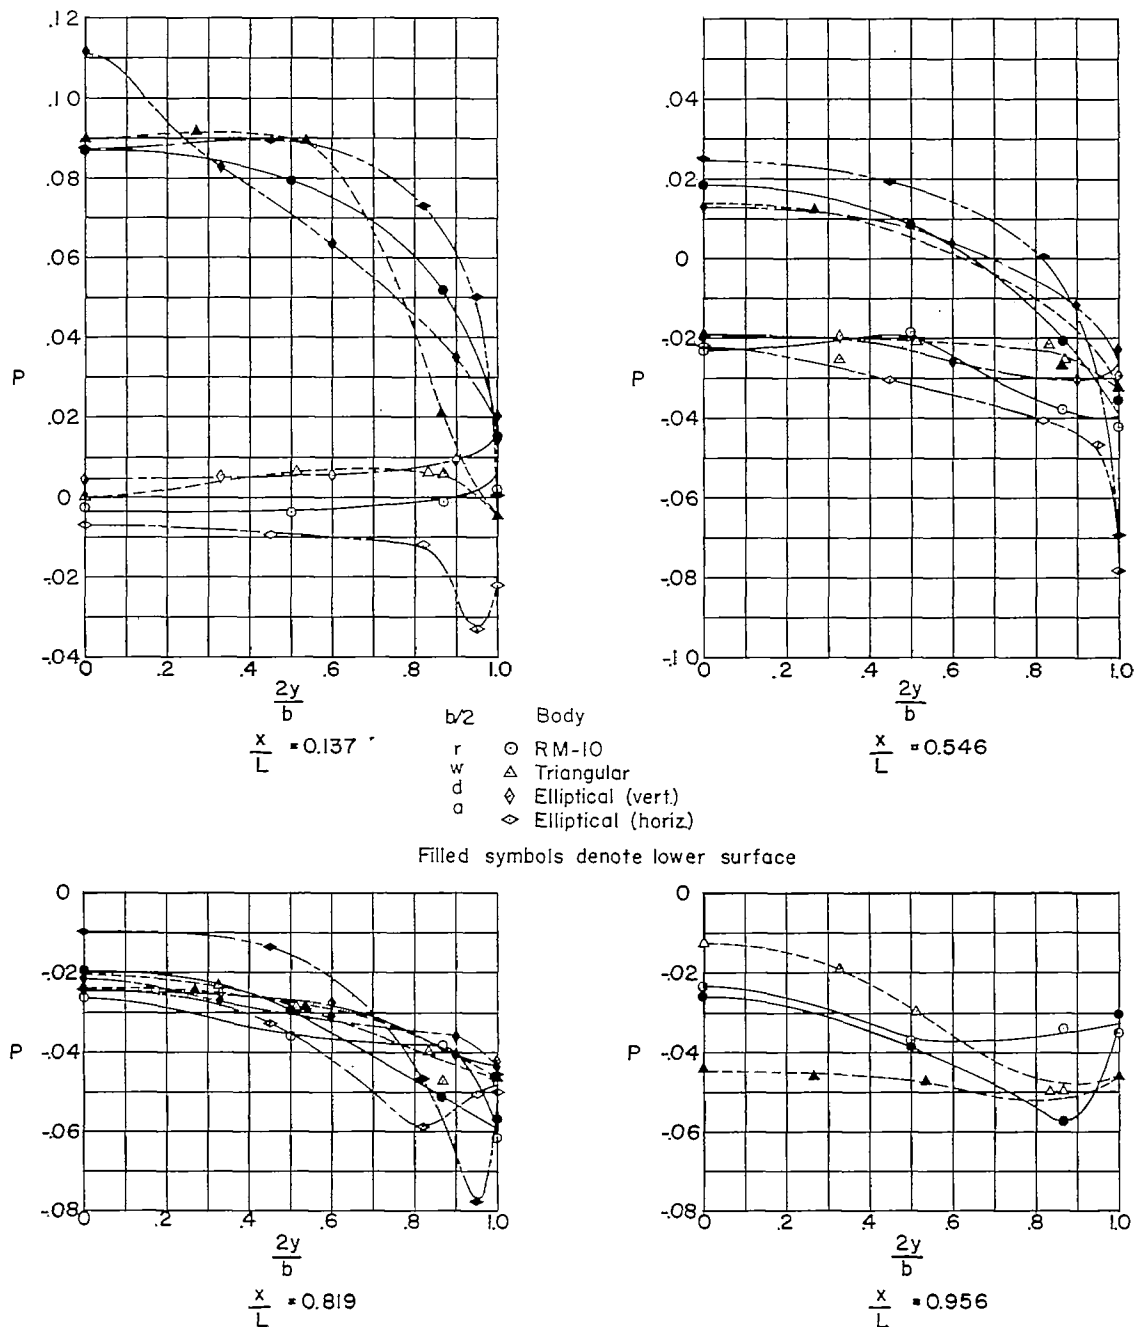 .12
.10
.08
.06
.04
.02
0
-.02
-.04
P
0 .2 .4 .6 .8 1.0
2y
b
x
L = 0.137
.04
.02
0
-.02
-.04
-.06
-.08
-.10
P
0 .2 .4 .6 .8 1.0
2y
b
x
L = 0.546
b/2 Body
r RM-10
w Triangular
d Elliptical (vert.)
a Elliptical (horiz.)
Filled symbols denote lower surface
0
-.02
-.04
-.06
-.08
P
0 .2 .4 .6 .8 1.0
2y
b
x
L = 0.819
0
-.02
-.04
-.06
-.08
P
0 .2 .4 .6 .8 1.0
2y
b
x
L = 0.956